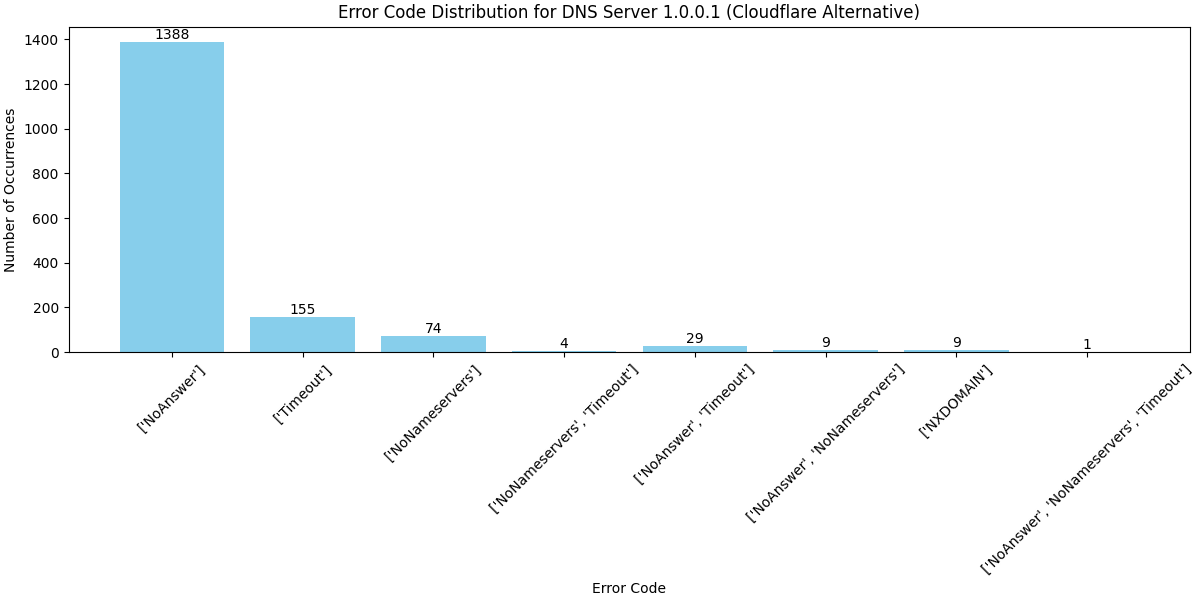 Error Code Distribution for DNS Server 1.0.0.1 (Cloudflare Alternative)
Number of Occurrences
1400
1200
1000
800
600
400
200
0
1388
155
74
4
29
9
9
1
['NoAnswer']
['Timeout']
['NoNameservers']
['NoNameservers', 'Timeout']
['NoAnswer', 'Timeout']
['NoAnswer', 'NoNameservers']
['NXDOMAIN']
['NoAnswer', 'NoNameservers', 'Timeout']
Error Code